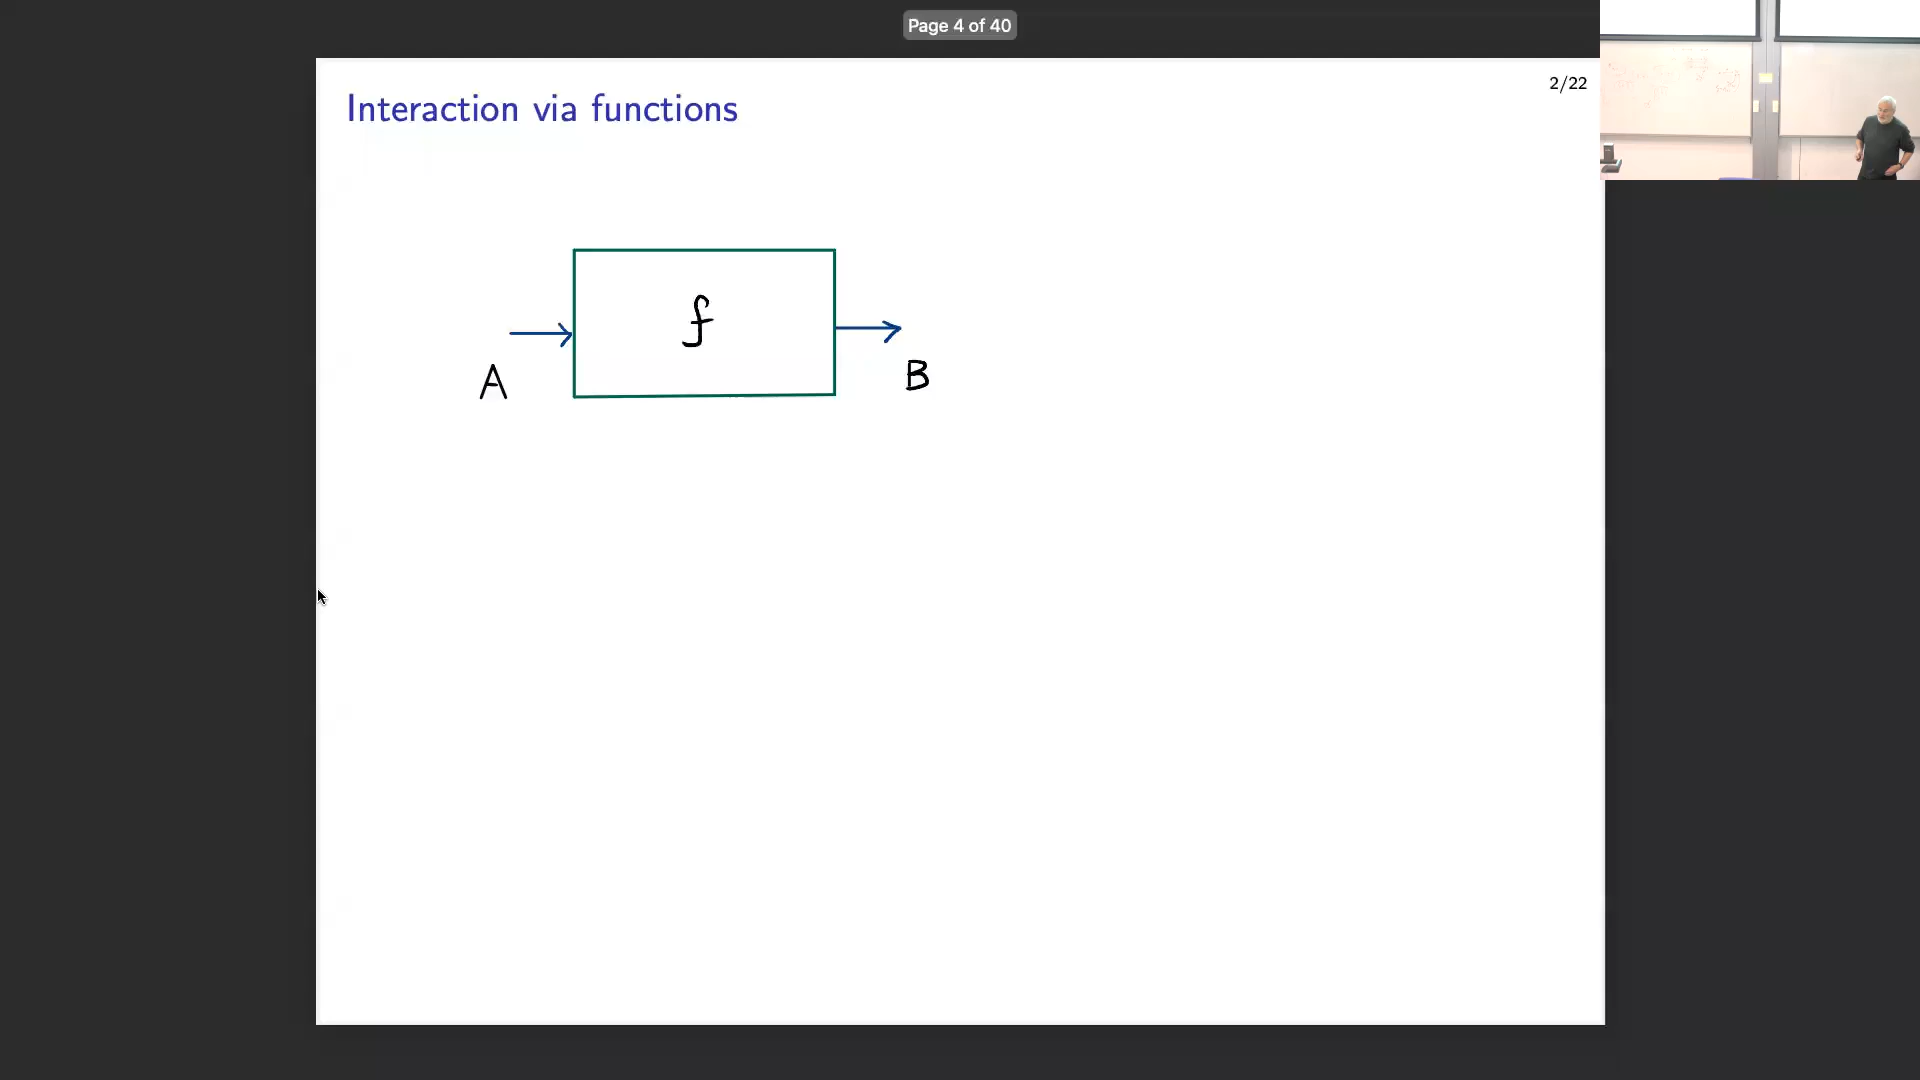 Page 4 of 40
2/22
Interaction via functions
f
A
B